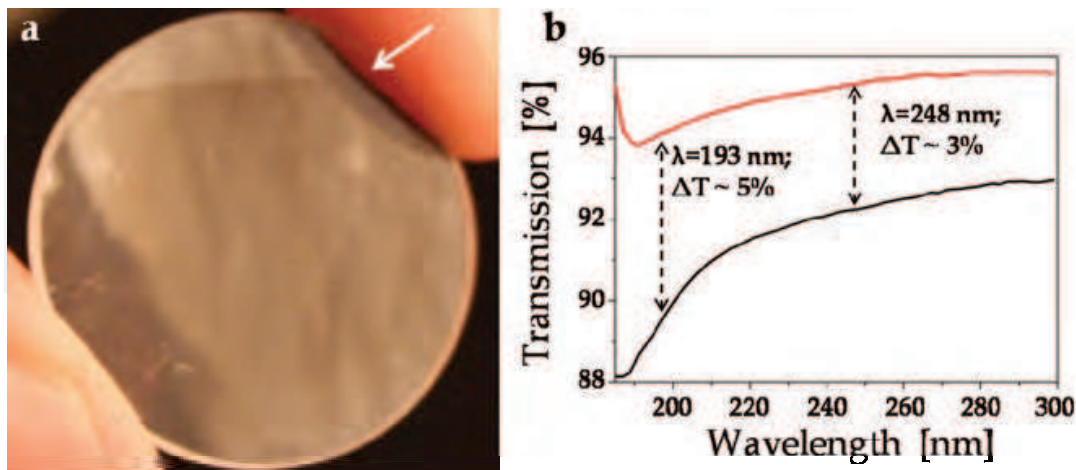 a
b
96
94
92
90
88
Transmission [%]
λ=193 nm;
ΔT ~ 5%
λ=248 nm;
ΔT ~ 3%
200 220 240 260 280 300
Wavelength [nm]